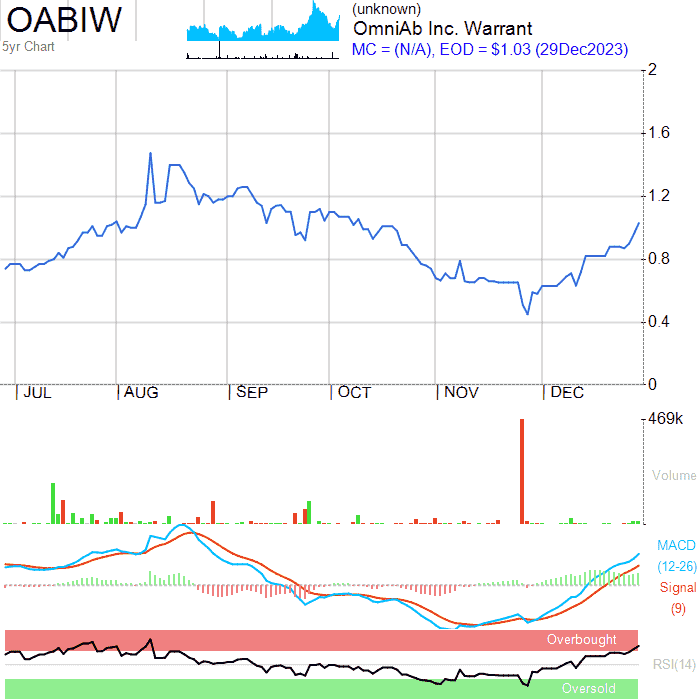 OABIW
5yr Chart
(unknown)
OmniAb Inc. Warrant
MC = (N/A), EOD = $1.03 (29Dec2023)
2
1.6
1.2
0.8
0.4
0
JUL AUG SEP OCT NOV DEC
469k
Volume
MACD
(12-26)
Signal
(9)
Overbought
RSI(14)
Oversold